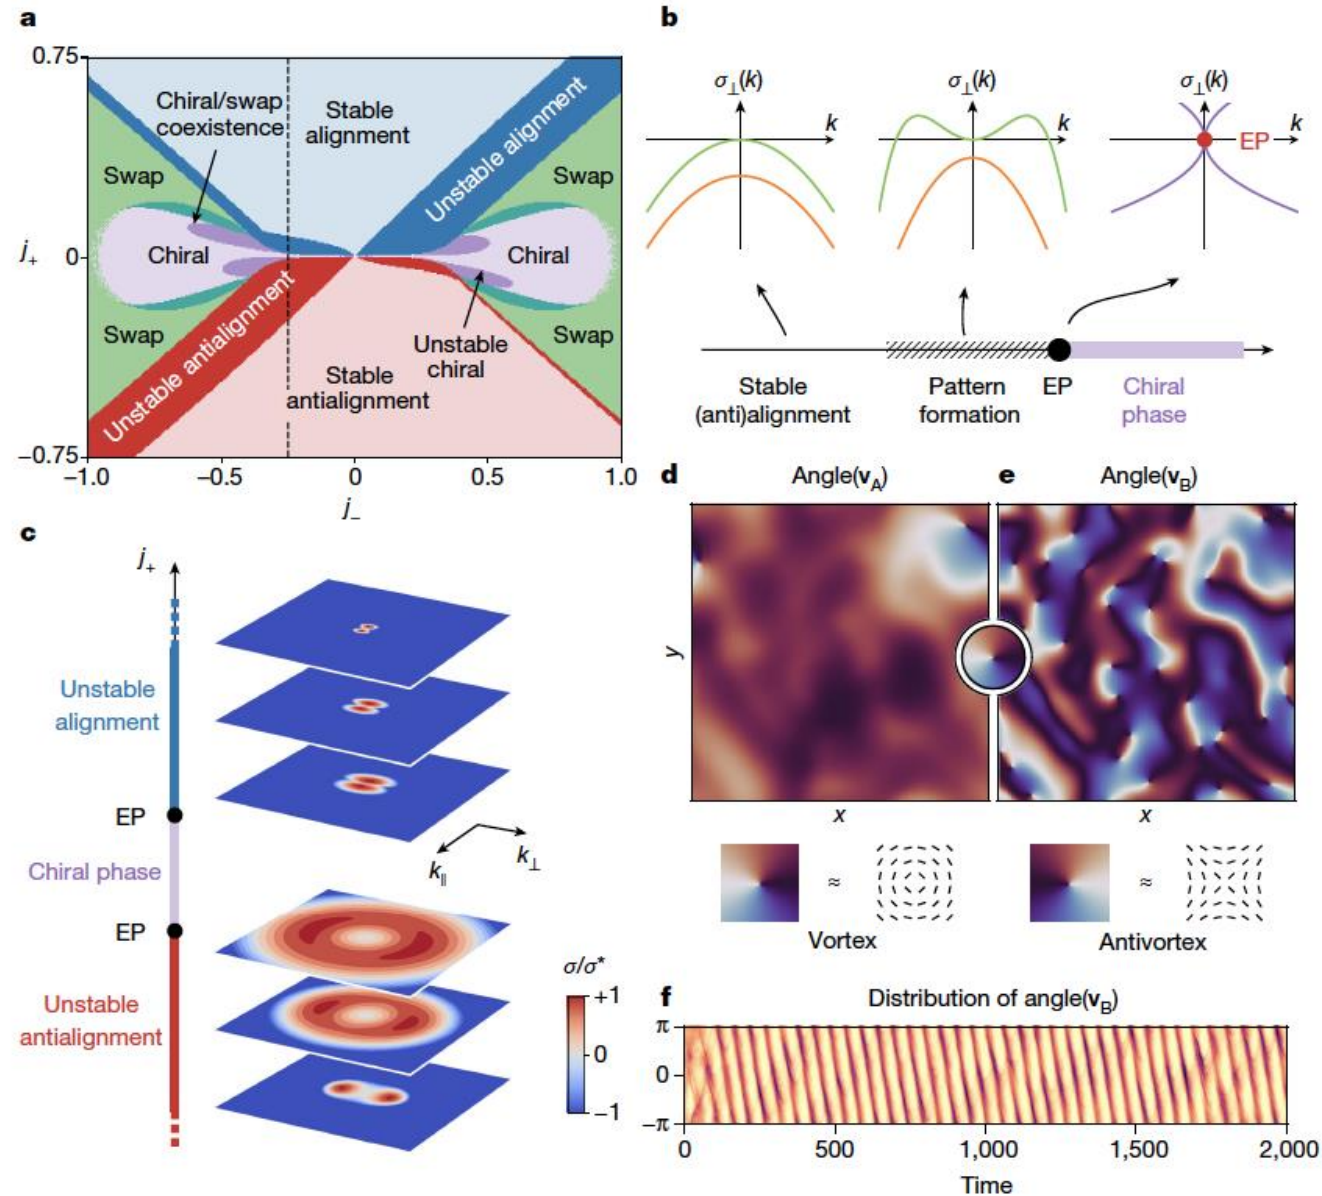 a
0.75
j₊
0
−0.75
Chiral/swap
coexistence
Stable
alignment
Unstable alignment
Swap
Swap
Chiral
Chiral
Swap
Swap
Unstable antialignment
Unstable
chiral
Stable
antialignment
−1.0
−0.5
0
0.5
1.0
j₋
b
σ⊥(k)
k
σ⊥(k)
k
σ⊥(k)
k
EP
Stable
(anti)alignment
Pattern
formation
EP
Chiral
phase
c
j₊
Unstable
alignment
EP
Chiral phase
EP
Unstable
antialignment
k∥
k⊥
σ/σ*
+1
0
−1
d
Angle(vA)
y
x
e
Angle(vB)
x
≈
Vortex
≈
Antivortex
f
Distribution of angle(vB)
π
0
−π
0
500
1,000
1,500
2,000
Time